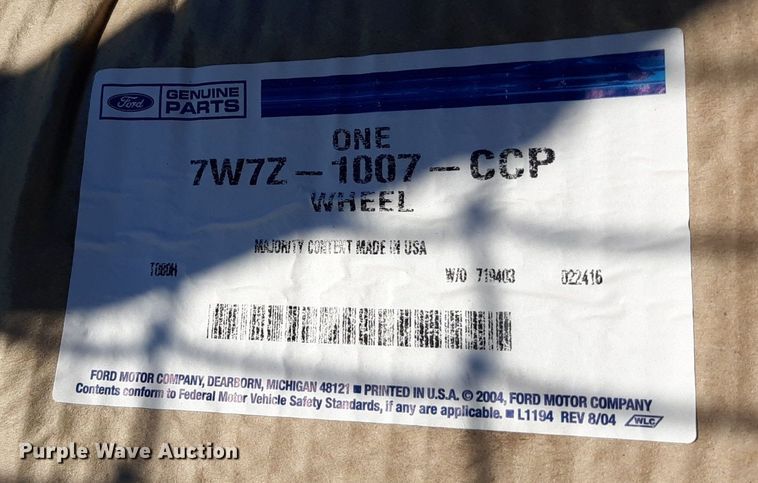 Ford GENUINE PARTS
ONE
7W7Z-1007-CCP
WHEEL
MAJORITY CONTENT MADE IN USA
W/O 719403 022416
FORD MOTOR COMPANY, DEARBORN, MICHIGAN 48121 ■ PRINTED IN U.S.A. © 2004, FORD MOTOR COMPANY
Contents conform to Federal Motor Vehicle Safety Standards, if any are applicable. ■ L1194 REV 8/04 WLC
Purple Wave Auction